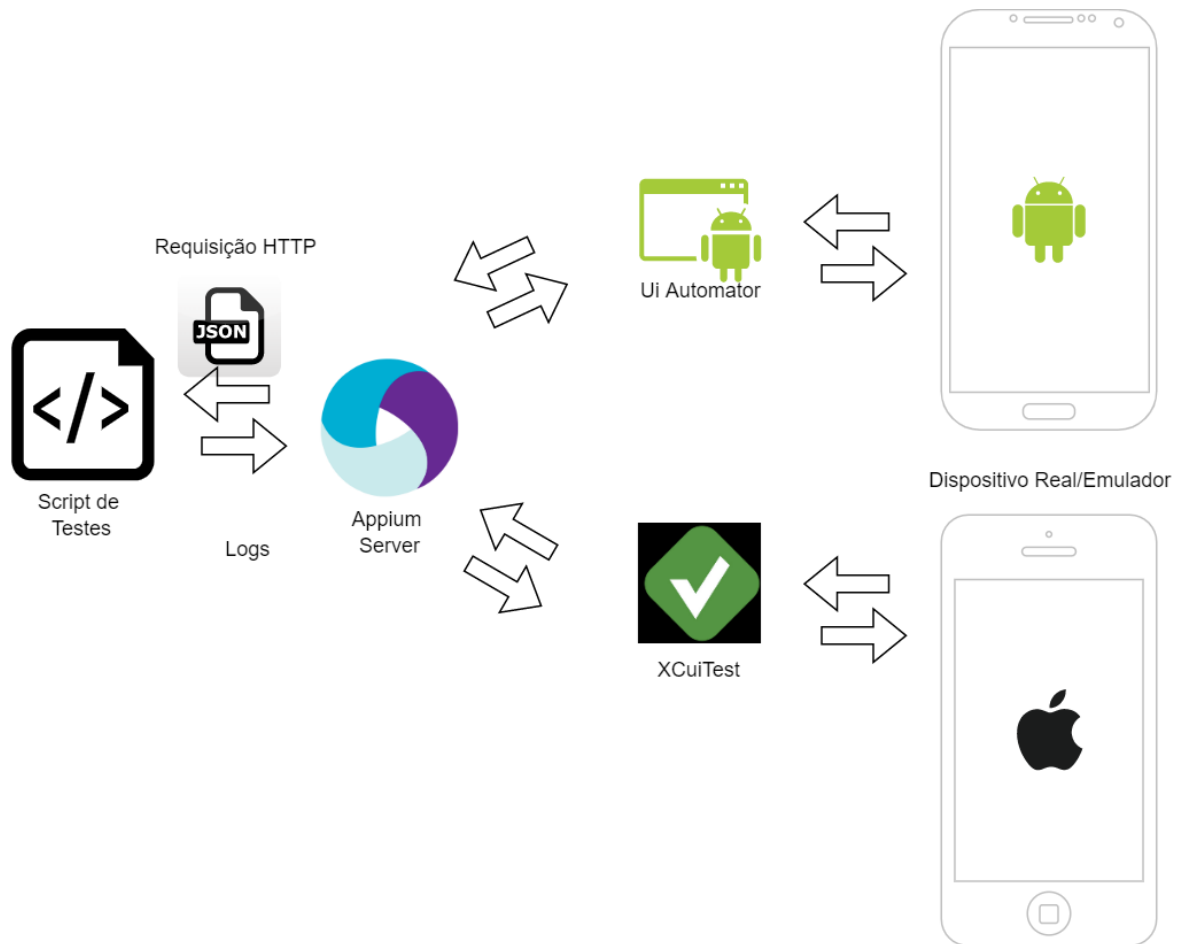 Requisição HTTP
JSON
</>
Script de
Testes
Logs
Appium
Server
Ui Automator
XCuiTest
Dispositivo Real/Emulador